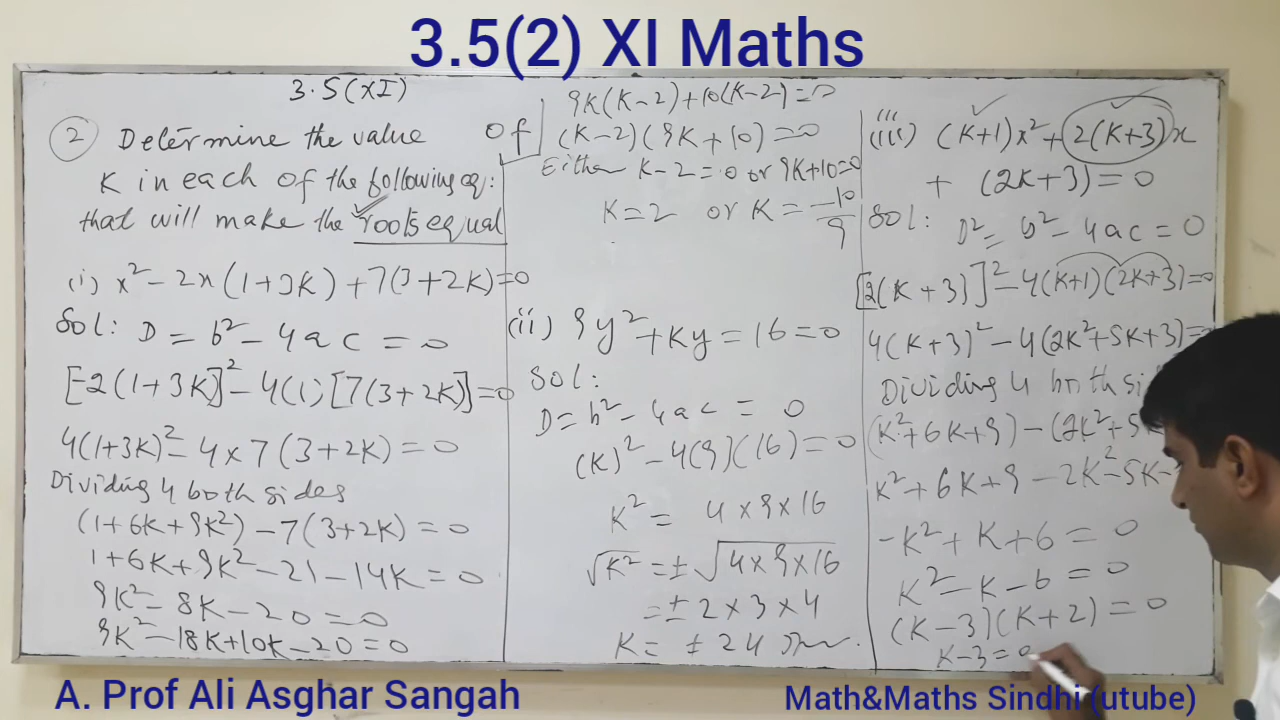 3.5(2) XI Maths
3.5(XI)
(2) Determine the value of
K in each of the following eq:
that will make the roots equal
(i) x² - 2x(1+3K) + 7(3+2K)=0
Sol: D = b² - 4ac = 0
[-2(1+3K)]² - 4(1)[7(3+2K)]=0
4(1+3K)² - 4×7(3+2K)=0
Dividing 4 both sides
(1+6K+9K²) - 7(3+2K)=0
1+6K+9K² - 21 - 14K=0
9K² - 8K - 20=0
9K² - 18K+10K - 20=0
9K(K-2)+10(K-2)=0
(K-2)(9K+10)=0
Either K-2=0 or 9K+10=0
K=2 or K = -10/9
(ii) 9y² + Ky = 16 = 0
Sol:
D = b² - 4ac = 0
(K)² - 4(9)(16)=0
K² = 4×9×16
√K² = ± √4×9×16
= ± 2×3×4
K = ± 24
(iii) (K+1)x² + 2(K+3)x
+ (2K+3)=0
Sol: D² = b² - 4ac = 0
[2(K+3)]² - 4(K+1)(2K+3)=0
4(K+3)² - 4(2K²+5K+3)=
Dividing 4 both si
(K²+6K+9) - (2K²+5K
K²+6K+9 - 2K² - 5K -
-K²+K+6=0
K² - K - 6=0
(K-3)(K+2)=0
K-3=0
A. Prof Ali Asghar Sangah
Math&Maths Sindhi (utube)